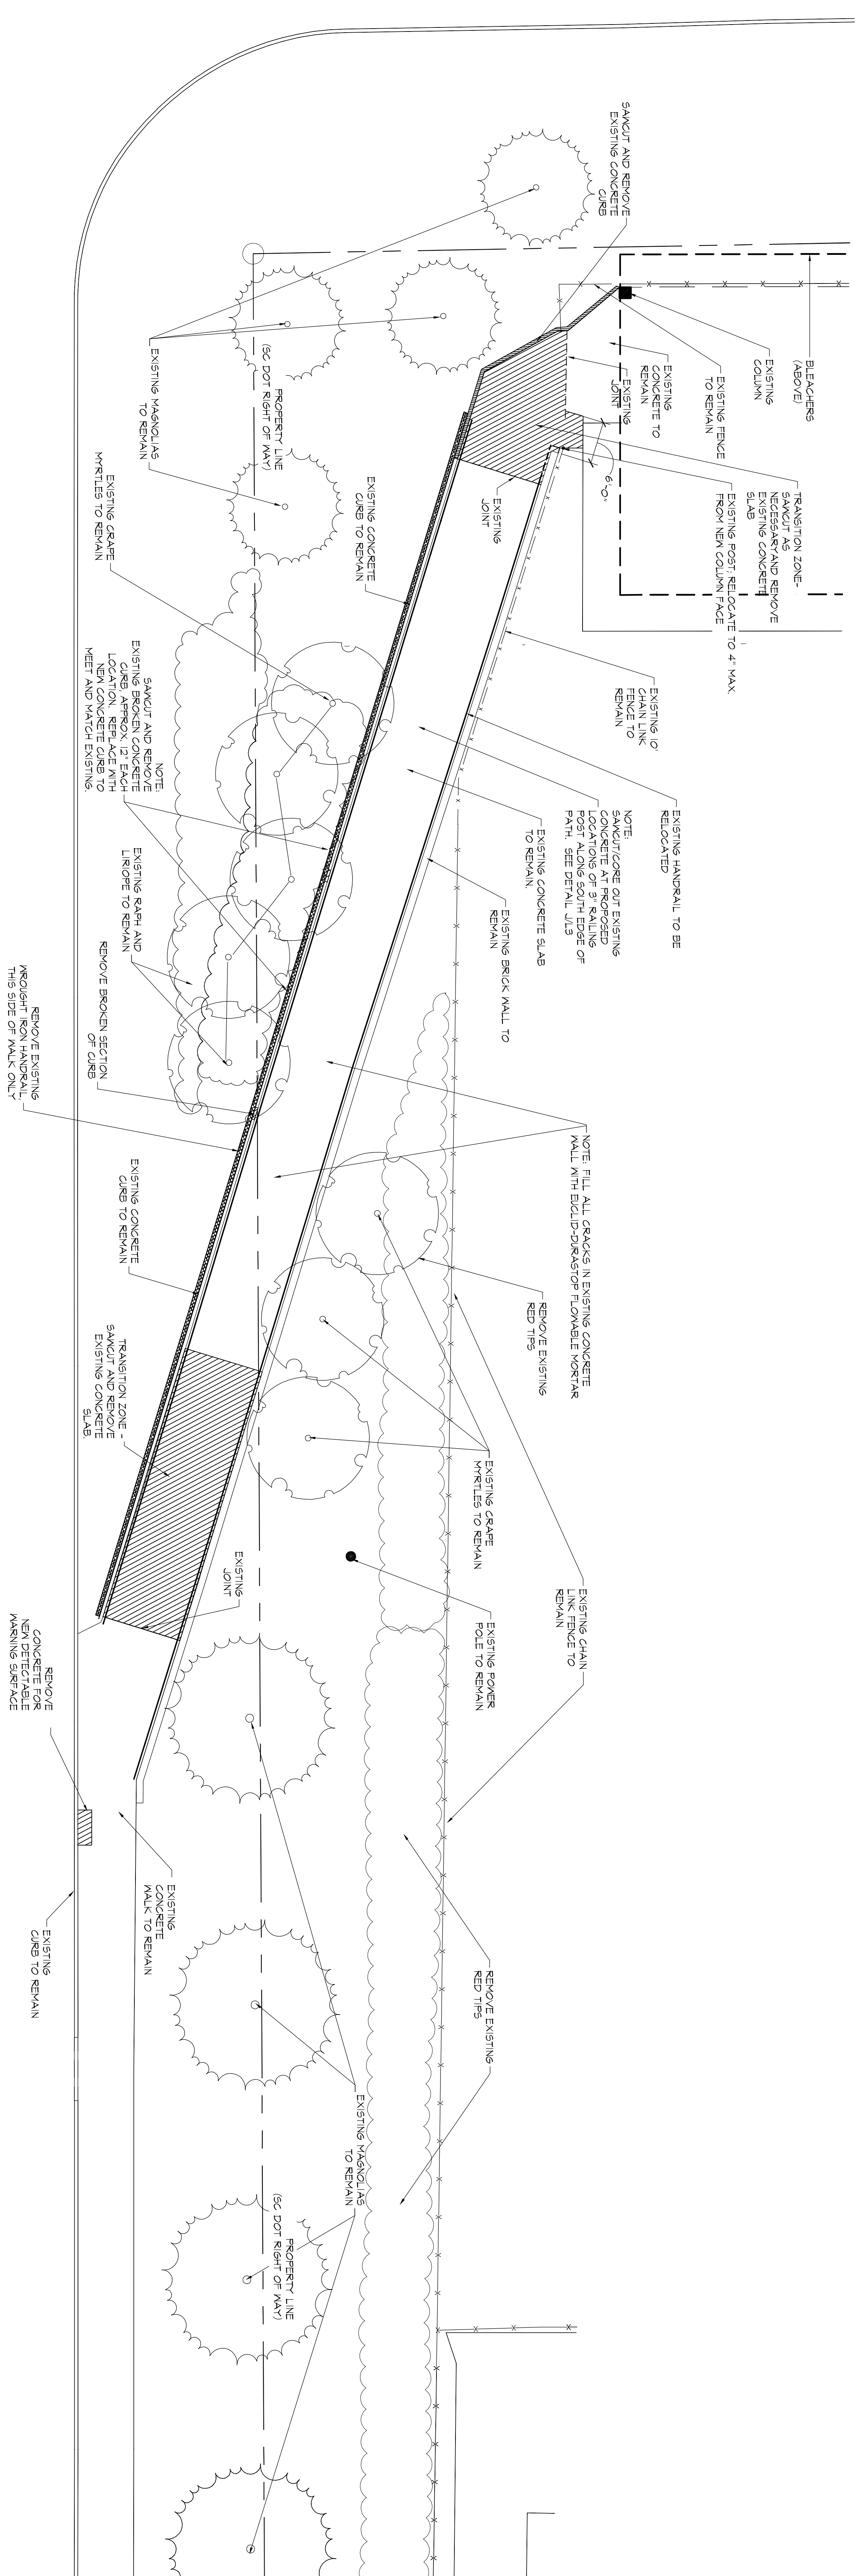 SAWCUT AND REMOVE
EXISTING CONCRETE
CURB
BLEACHERS
(ABOVE)
EXISTING
COLUMN
EXISTING FENCE
TO REMAIN
EXISTING
CONCRETE TO
REMAIN
EXISTING
JOINT
6'-0"
TRANSITION ZONE-
SAWCUT AS
NECESSARYAND REMOVE
EXISTING CONCRETE
SLAB
EXISTING POST; RELOCATE TO 4" MAX.
FROM NEW COLUMN FACE
EXISTING
JOINT
PROPERTY LINE
(SC DOT RIGHT OF WAY)
EXISTING MAGNOLIAS
TO REMAIN
EXISTING CONCRETE
CURB TO REMAIN
EXISTING CRAPE
MYRTLES TO REMAIN
EXISTING 10'
CHAIN LINK
FENCE TO
REMAIN
EXISTING HANDRAIL TO BE
RELOCATED
NOTE:
SAWCUT/CORE OUT EXISTING
CONCRETE AT PROPOSED
LOCATIONS OF 3" RAILING
POST ALONG SOUTH EDGE OF
PATH. SEE DETAIL J/L3
EXISTING CONCRETE SLAB
TO REMAIN.
EXISTING BRICK WALL TO
REMAIN
NOTE:
SAWCUT AND REMOVE
EXISTING BROKEN CONCRETE
CURB, APPROX. 12" EACH
LOCATION. REPLACE WITH
NEW CONCRETE CURB TO
MEET AND MATCH EXISTING.
EXISTING RAPH AND
LIRIOPE TO REMAIN
REMOVE BROKEN SECTION
OF CURB
REMOVE EXISTING
WROUGHT IRON HANDRAIL,
THIS SIDE OF WALK ONLY
NOTE: FILL ALL CRACKS IN EXISTING CONCRETE
WALL WITH EUCLID-DURASTOP FLOWABLE MORTAR
REMOVE EXISTING
RED TIPS
EXISTING CONCRETE
CURB TO REMAIN
TRANSITION ZONE -
SAWCUT AND REMOVE
EXISTING CONCRETE
SLAB.
EXISTING CRAPE
MYRTLES TO REMAIN
EXISTING
JOINT
EXISTING CHAIN
LINK FENCE TO
REMAIN
EXISTING POWER
POLE TO REMAIN
REMOVE
CONCRETE FOR
NEW DETECTABLE
WARNING SURFACE
EXISTING
CONCRETE
WALK TO REMAIN
EXISTING
CURB TO REMAIN
REMOVE EXISTING
RED TIPS
EXISTING MAGNOLIAS
TO REMAIN
PROPERTY LINE
(SC DOT RIGHT OF WAY)